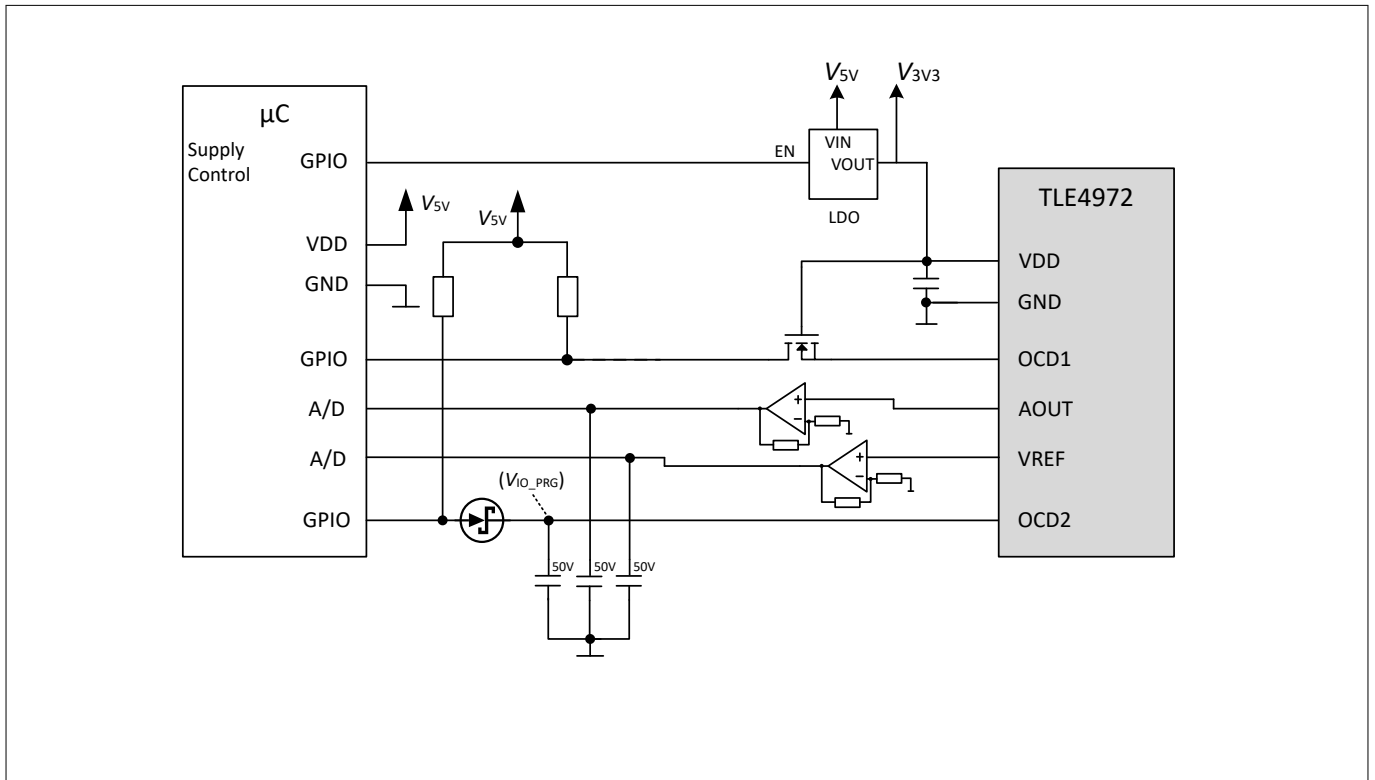 V5V
V3V3
µC
Supply
Control
GPIO
EN
VIN
VOUT
LDO
TLE4972
V5V
V5V
VDD
GND
VDD
GND
GPIO
OCD1
A/D
+
-
AOUT
A/D
+
-
VREF
(VIO_PRG)
GPIO
OCD2
50V
50V
50V